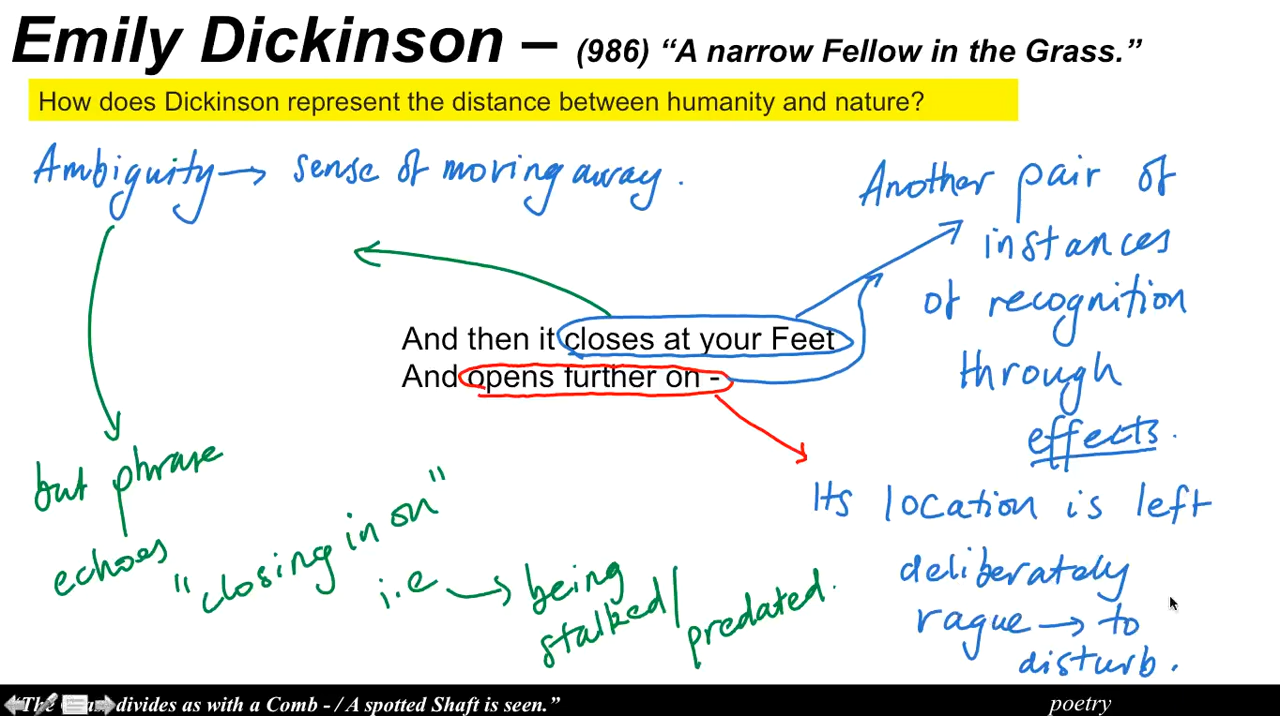 Emily Dickinson – (986) “A narrow Fellow in the Grass.”
How does Dickinson represent the distance between humanity and nature?
Ambiguity → sense of moving away.
Another pair of
instances
of recognition
through
effects.
And then it closes at your Feet
And opens further on -
but phrase
echoes
"closing in on"
i.e → being
stalked/
predated.
Its location is left
deliberately
vague → to
disturb.
“The divides as with a Comb - / A spotted Shaft is seen.”
poetry